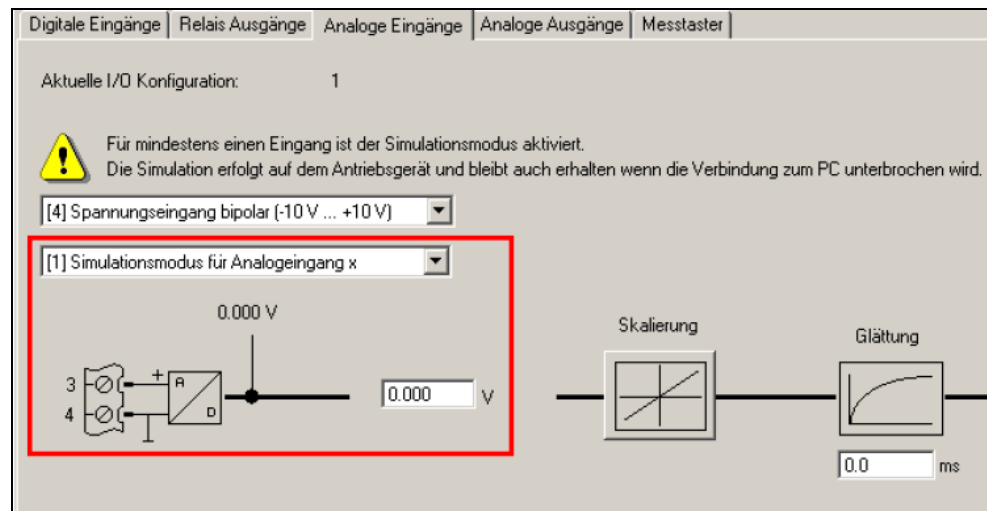 Digitale Eingänge Relais Ausgänge Analoge Eingänge Analoge Ausgänge Messtaster
Aktuelle I/O Konfiguration: 1
Für mindestens einen Eingang ist der Simulationsmodus aktiviert.
Die Simulation erfolgt auf dem Antriebsgerät und bleibt auch erhalten wenn die Verbindung zum PC unterbrochen wird.
[4] Spannungseingang bipolar (-10 V ... +10 V)
[1] Simulationsmodus für Analogeingang x
0.000 V
Skalierung
Glättung
3 + A
0.000 V
4 D
0.0 ms